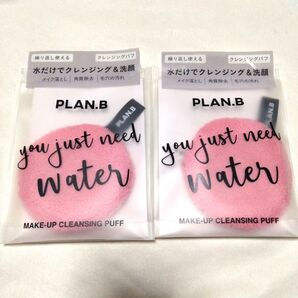 繰り返し使える クレンジングパフ
水だけでクレンジング&洗顔
メイク落とし 角質除去 毛穴の汚れ
PLAN.B
you just need
water
MAKE-UP CLEANSING PUFF
繰り返し使える クレンジングパフ
水だけでクレンジング&洗顔
メイク落とし 角質除去 毛穴の汚れ
PLAN.B
you just need
water
MAKE-UP CLEANSING PUFF